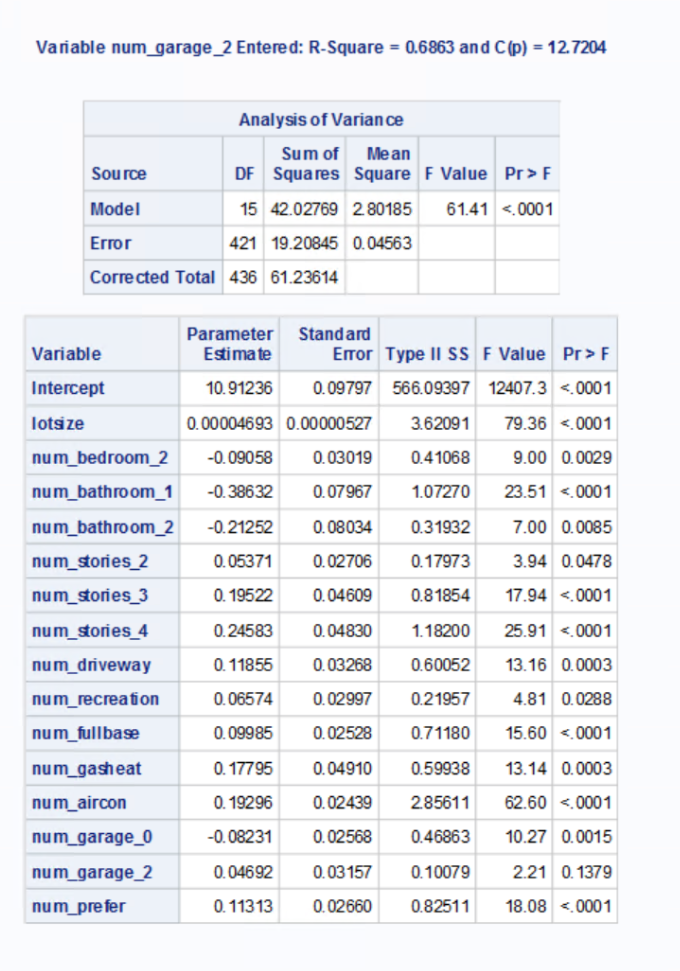 Variable num_garage_2 Entered: R-Square = 0.6863 and C(p) = 12.7204
Analysis of Variance
Source DF Sum of Squares Mean Square F Value Pr > F
Model 15 42.02769 2.80185 61.41 <.0001
Error 421 19.20845 0.04563
Corrected Total 436 61.23614
Variable Parameter Estimate Standard Error Type II SS F Value Pr > F
Intercept 10.91236 0.09797 566.09397 12407.3 <.0001
lotsize 0.00004693 0.00000527 3.62091 79.36 <.0001
num_bedroom_2 -0.09058 0.03019 0.41068 9.00 0.0029
num_bathroom_1 -0.38632 0.07967 1.07270 23.51 <.0001
num_bathroom_2 -0.21252 0.08034 0.31932 7.00 0.0085
num_stories_2 0.05371 0.02706 0.17973 3.94 0.0478
num_stories_3 0.19522 0.04609 0.81854 17.94 <.0001
num_stories_4 0.24583 0.04830 1.18200 25.91 <.0001
num_driveway 0.11855 0.03268 0.60052 13.16 0.0003
num_recreation 0.06574 0.02997 0.21957 4.81 0.0288
num_fullbase 0.09985 0.02528 0.71180 15.60 <.0001
num_gasheat 0.17795 0.04910 0.59938 13.14 0.0003
num_aircon 0.19296 0.02439 2.85611 62.60 <.0001
num_garage_0 -0.08231 0.02568 0.46863 10.27 0.0015
num_garage_2 0.04692 0.03157 0.10079 2.21 0.1379
num_prefer 0.11313 0.02660 0.82511 18.08 <.0001